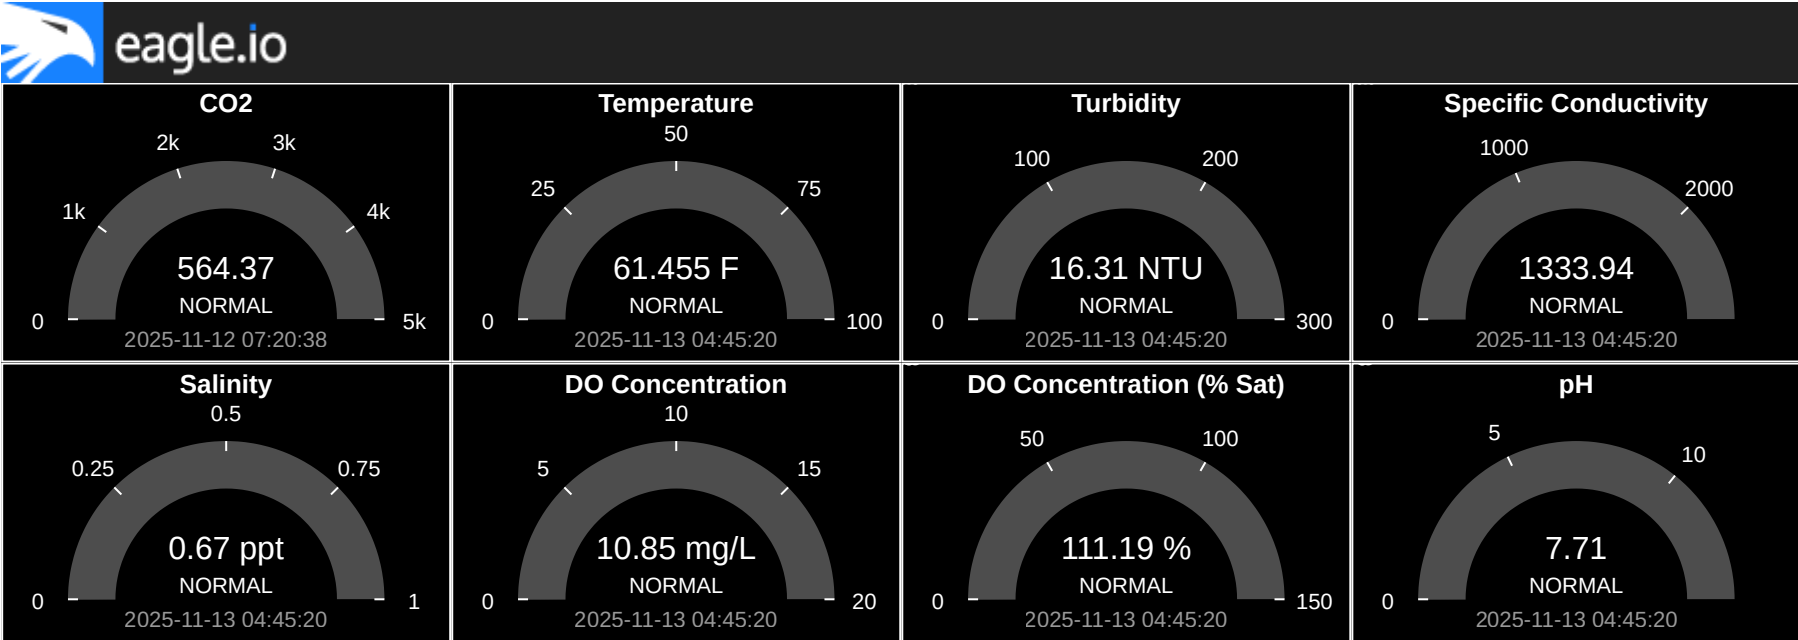 eagle.io
CO2
2k 3k
1k 4k
564.37
NORMAL
0 5k
2025-11-12 07:20:38
Temperature
50
25 75
61.455 F
NORMAL
0 100
2025-11-13 04:45:20
Turbidity
100 200
16.31 NTU
NORMAL
0 300
2025-11-13 04:45:20
Specific Conductivity
1000
2000
1333.94
NORMAL
0
2025-11-13 04:45:20
Salinity
0.5
0.25 0.75
0.67 ppt
NORMAL
0 1
2025-11-13 04:45:20
DO Concentration
10
5 15
10.85 mg/L
NORMAL
0 20
2025-11-13 04:45:20
DO Concentration (% Sat)
50 100
111.19 %
NORMAL
0 150
2025-11-13 04:45:20
pH
5
10
7.71
NORMAL
0
2025-11-13 04:45:20